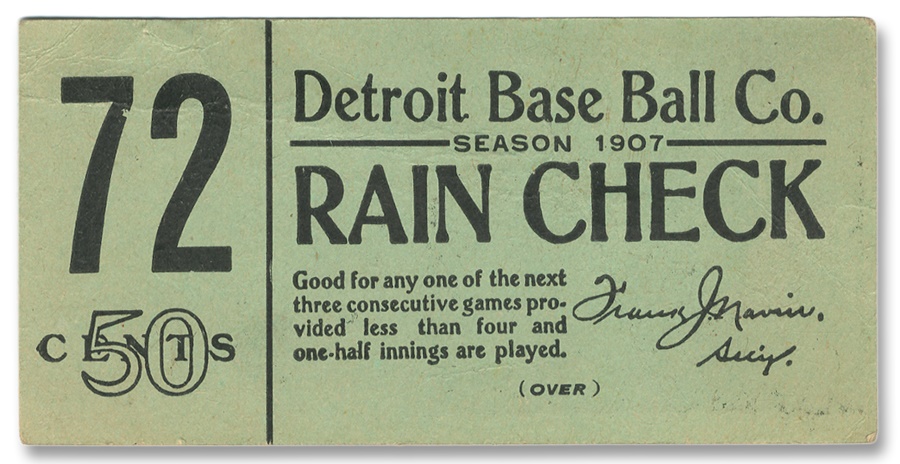 72
50
CENTS
Detroit Base Ball Co.
SEASON 1907
RAIN CHECK
Good for any one of the next
three consecutive games pro-
vided less than four and
one-half innings are played.
Frank J. Navin.
Sec'y.
(OVER)